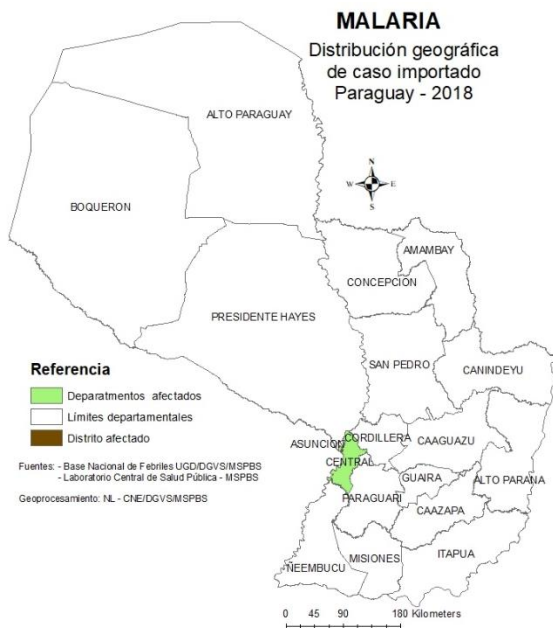 MALARIA
Distribución geográfica
de caso importado
Paraguay - 2018
ALTO PARAGUAY
N
W E
S
BOQUERON
AMAMBAY
CONCEPCION
PRESIDENTE HAYES
SAN PEDRO
CANINDEYU
Referencia
Deparatmentos afectados
Límites departamentales
Distrito afectado
ASUNCION
CORDILLERA
CAAGUAZU
CENTRAL
GUAIRA
ALTO PARANA
PARAGUARI
CAAZAPA
Fuentes: - Base Nacional de Febriles UGD/DGVS/MSPBS
- Laboratorio Central de Salud Pública - MSPBS
Geoprocesamiento: NL - CNE/DGVS/MSPBS
ÑEEMBUCU
MISIONES
ITAPUA
0 45 90 180 Kilometers